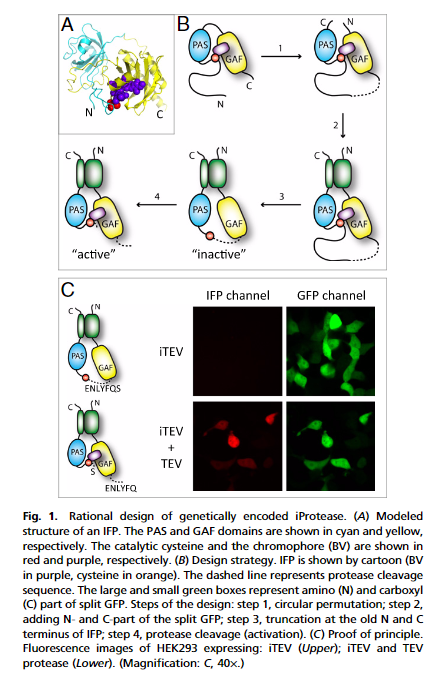 A
N
C
B
PAS
GAF
C
N
1
C
N
PAS
GAF
2
C
N
PAS
GAF
"active"
4
C
N
PAS
GAF
"inactive"
3
PAS
GAF
C
IFP channel
GFP channel
C
N
PAS
GAF
ENLYFQS
iTEV
C
N
PAS
GAF
S
ENLYFQ
iTEV
+
TEV
Fig. 1. Rational design of genetically encoded iProtease. (A) Modeled
structure of an IFP. The PAS and GAF domains are shown in cyan and yellow,
respectively. The catalytic cysteine and the chromophore (BV) are shown in
red and purple, respectively. (B) Design strategy. IFP is shown by cartoon (BV
in purple, cysteine in orange). The dashed line represents protease cleavage
sequence. The large and small green boxes represent amino (N) and carboxyl
(C) part of split GFP. Steps of the design: step 1, circular permutation; step 2,
adding N- and C-part of the split GFP; step 3, truncation at the old N and C
terminus of IFP; step 4, protease cleavage (activation). (C) Proof of principle.
Fluorescence images of HEK293 expressing: iTEV (Upper); iTEV and TEV
protease (Lower). (Magnification: C, 40×.)